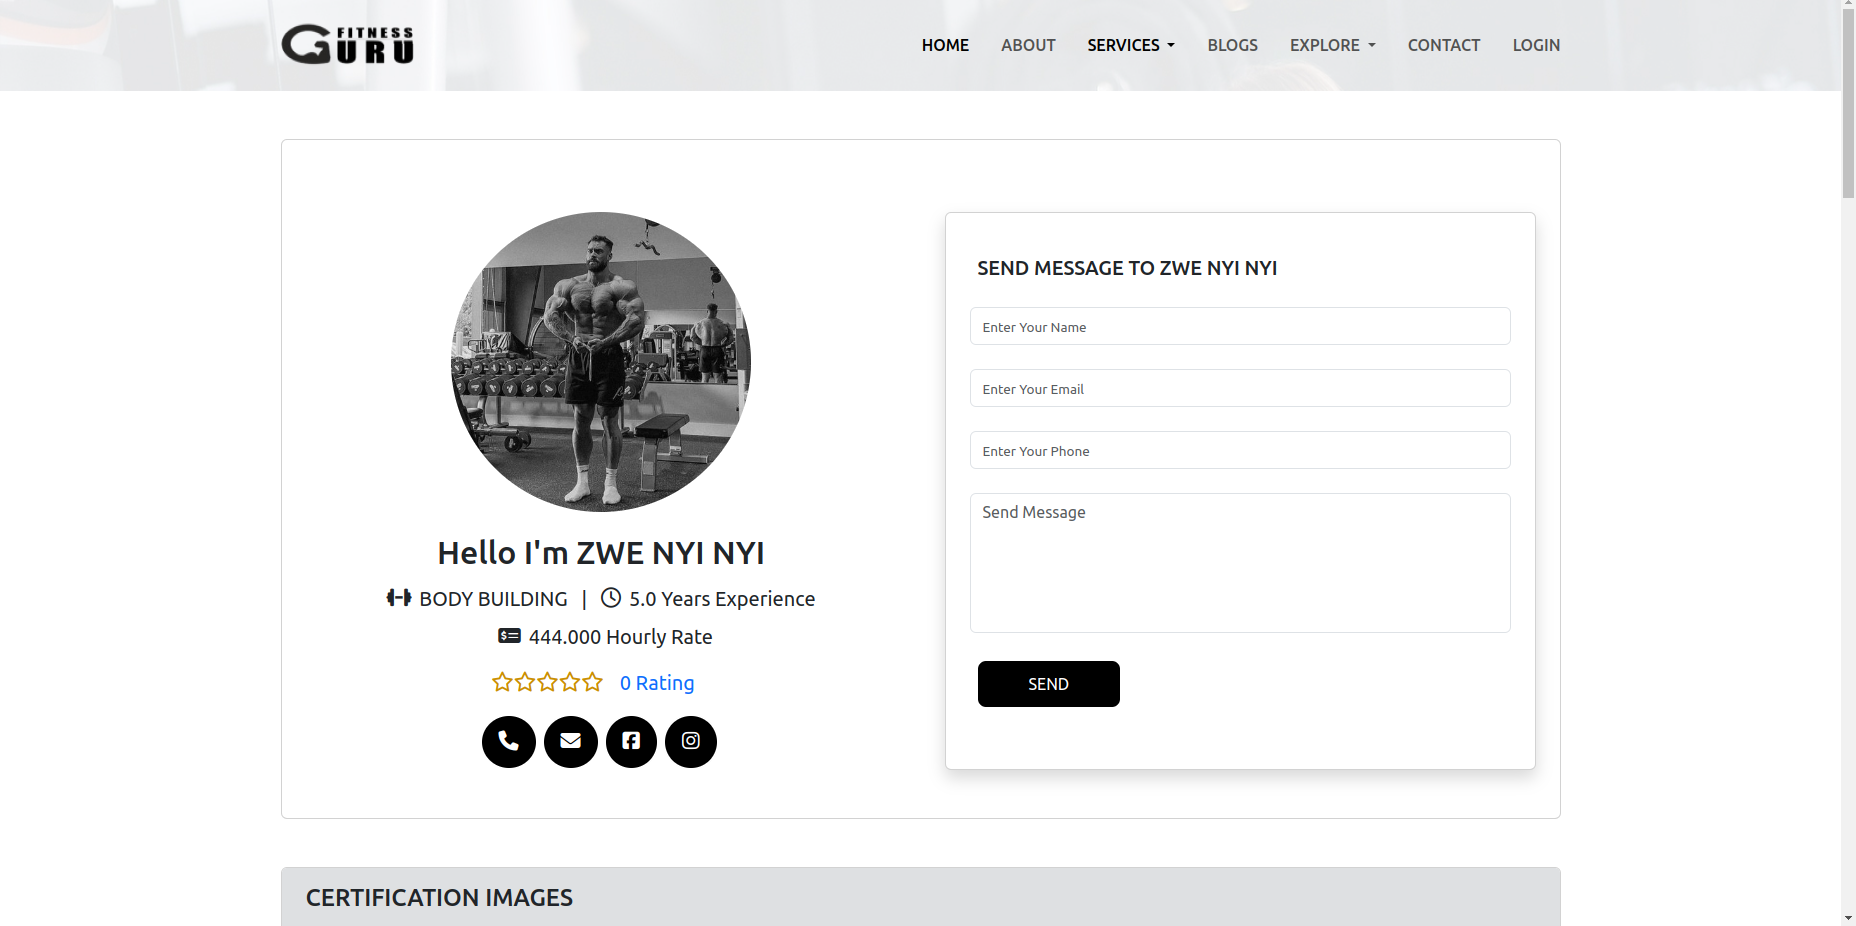 FITNESS
GURU
HOME ABOUT SERVICES BLOGS EXPLORE CONTACT LOGIN
Hello I'm ZWE NYI NYI
BODY BUILDING | 5.0 Years Experience
444.000 Hourly Rate
0 Rating
SEND MESSAGE TO ZWE NYI NYI
Enter Your Name
Enter Your Email
Enter Your Phone
Send Message
SEND
CERTIFICATION IMAGES